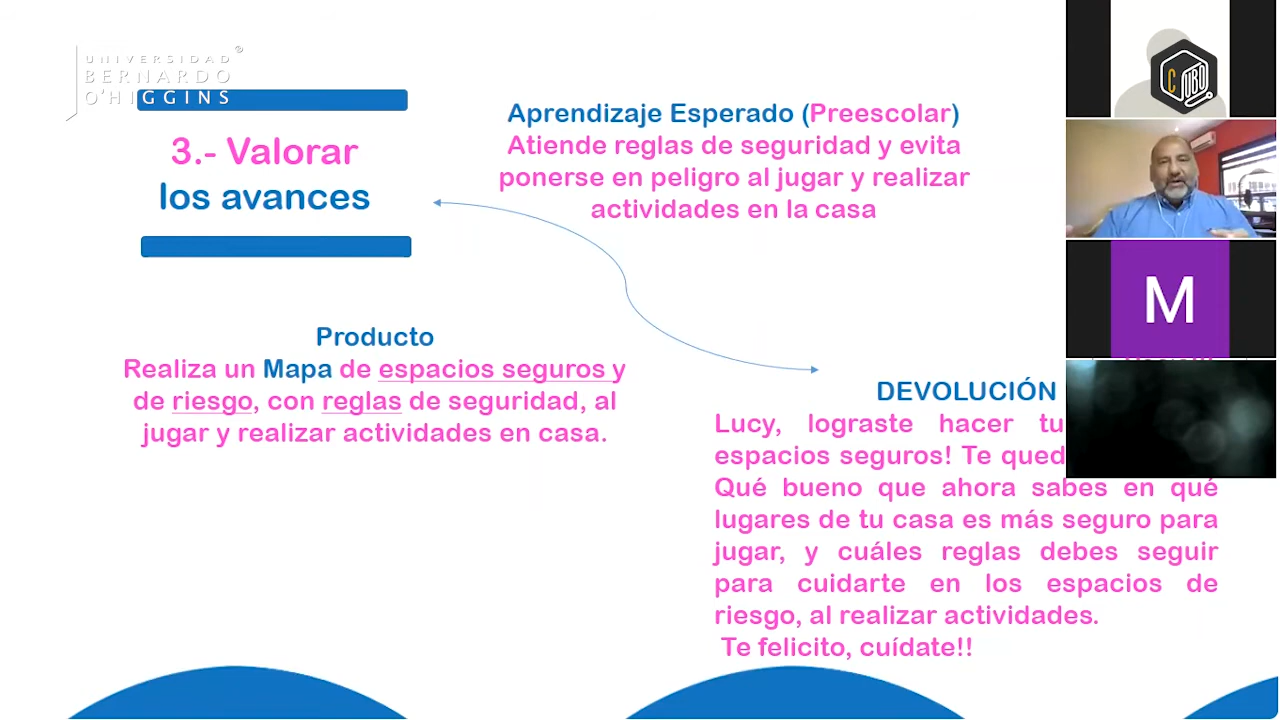 UNIVERSIDAD
BERNARDO
O'HIGGINS
3.- Valorar
los avances
Aprendizaje Esperado (Preescolar)
Atiende reglas de seguridad y evita
ponerse en peligro al jugar y realizar
actividades en la casa
Producto
Realiza un Mapa de espacios seguros y
de riesgo, con reglas de seguridad, al
jugar y realizar actividades en casa.
DEVOLUCIÓN
Lucy, lograste hacer tu
espacios seguros! Te qued
Qué bueno que ahora sabes en qué
lugares de tu casa es más seguro para
jugar, y cuáles reglas debes seguir
para cuidarte en los espacios de
riesgo, al realizar actividades.
Te felicito, cuídate!!
CUBO
M